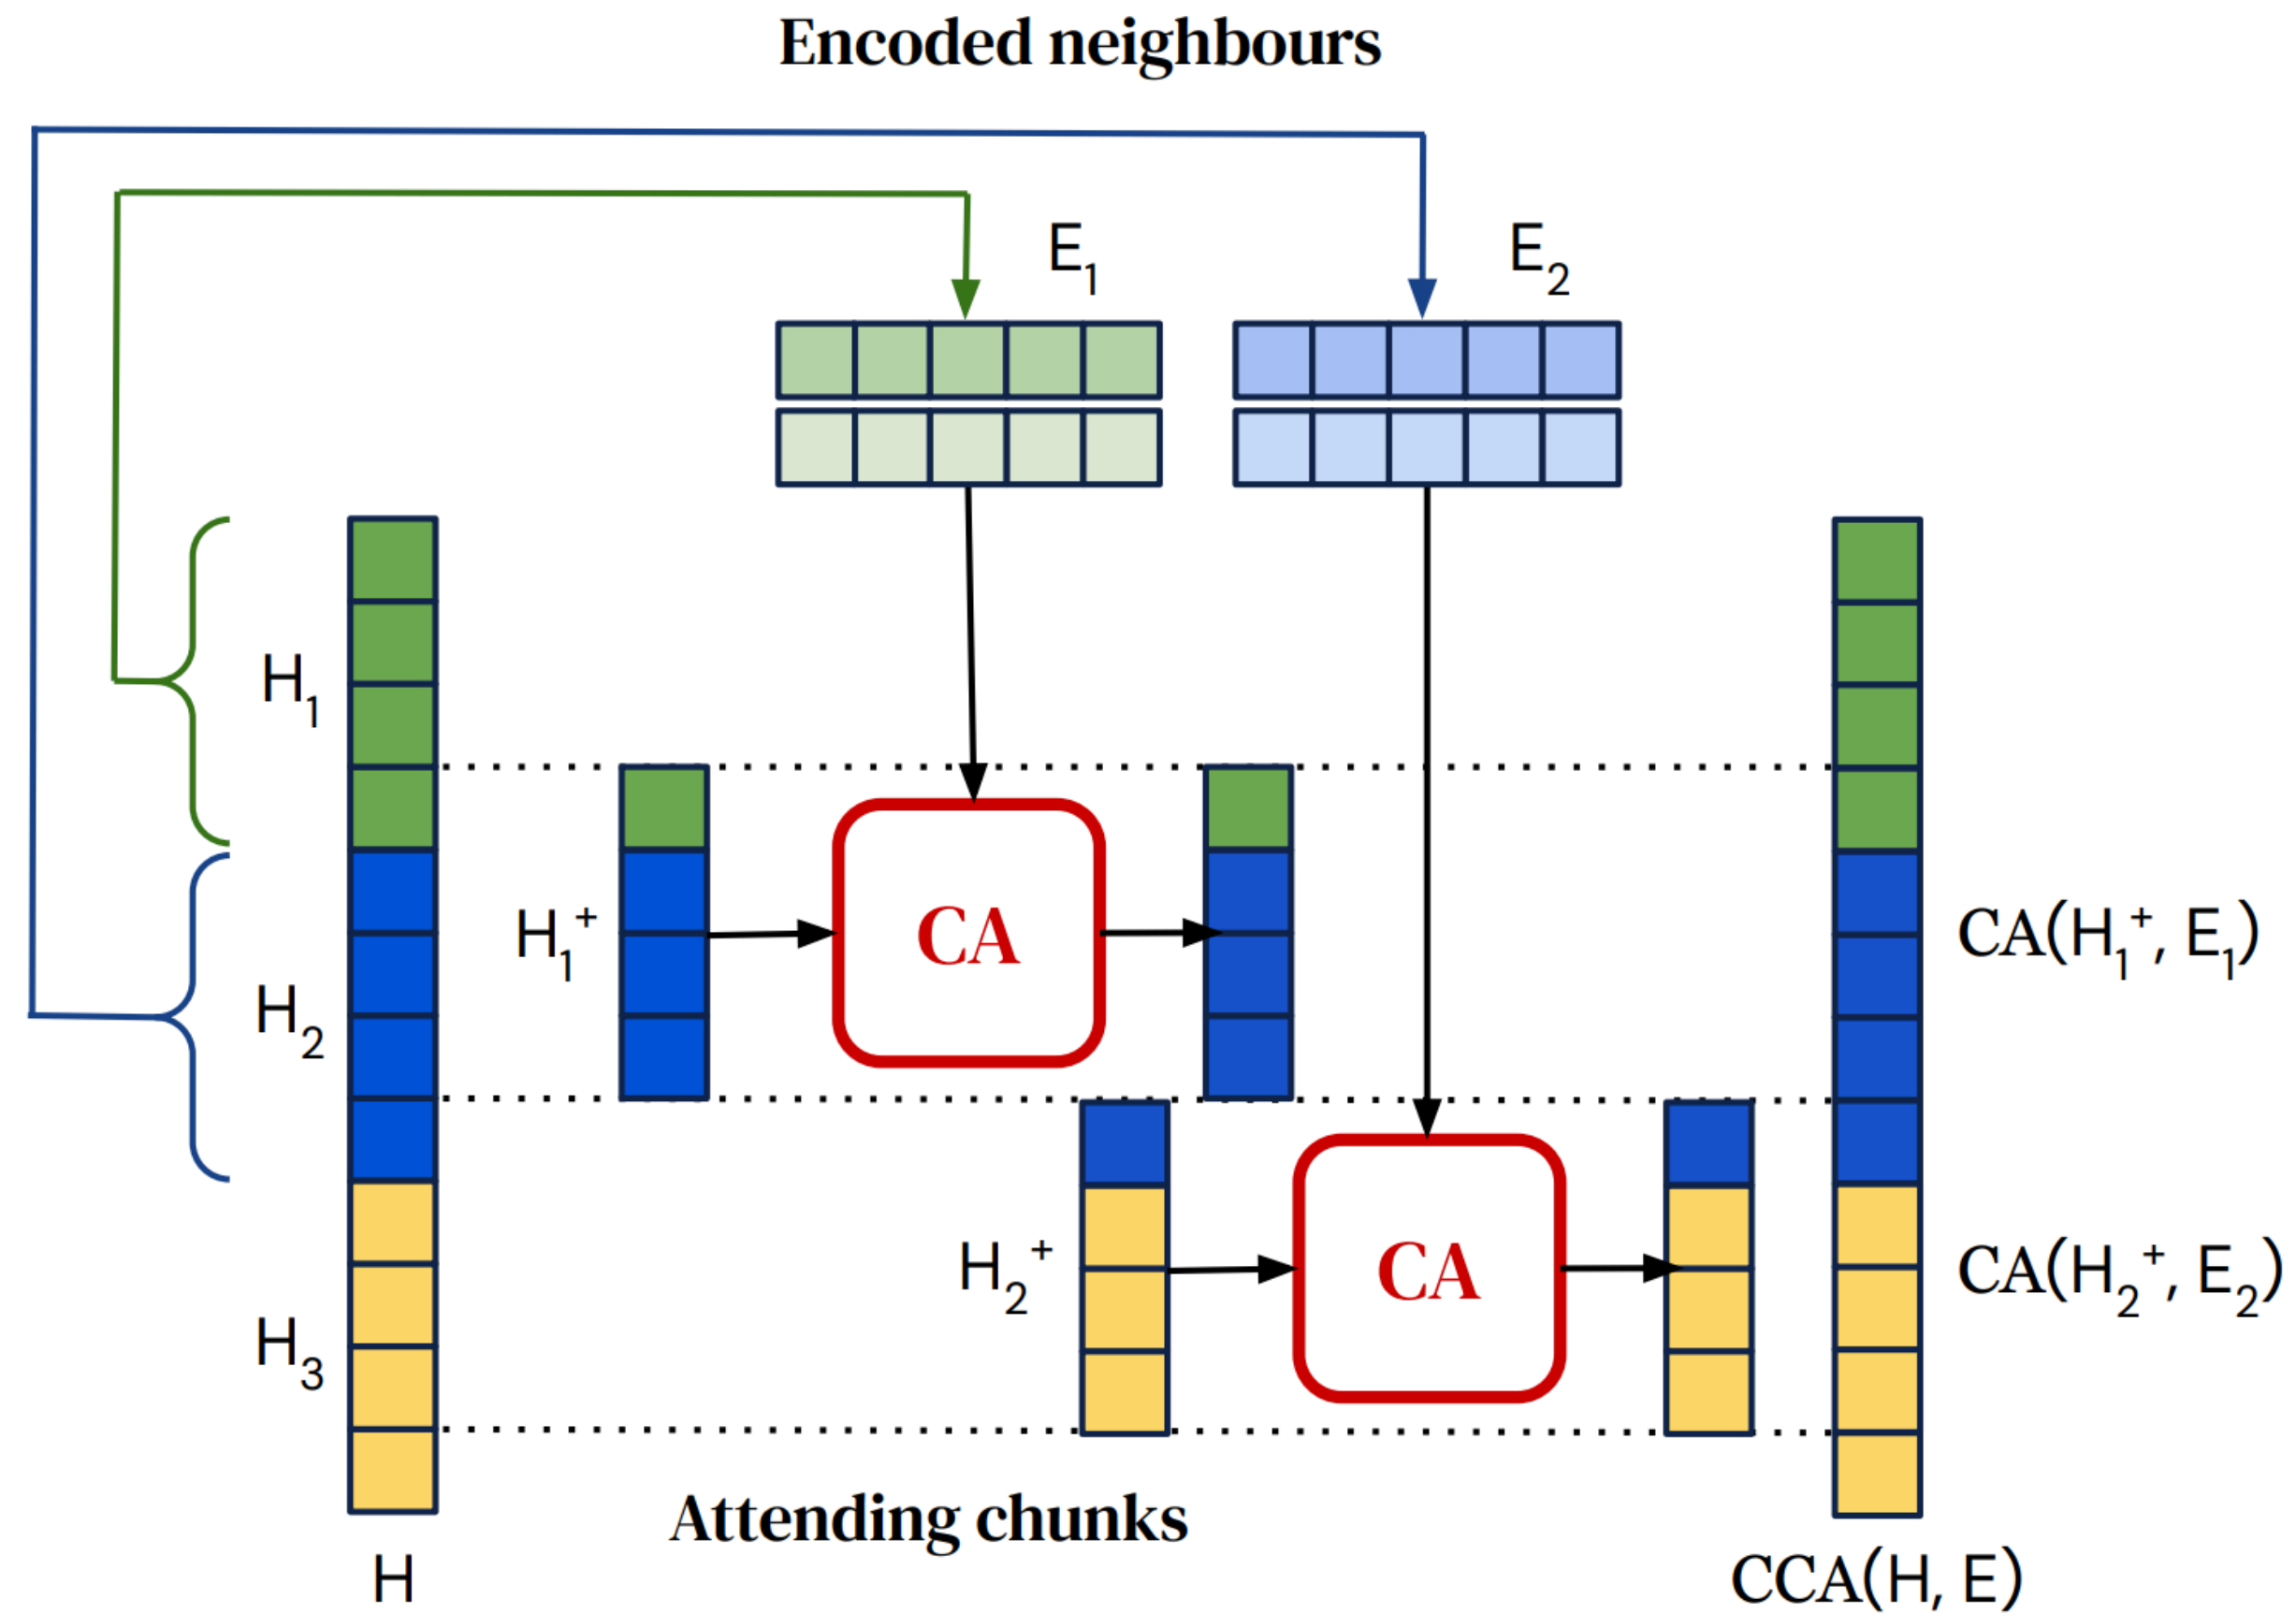 Encoded neighbours
E₁
E₂
H₁
H₁⁺
CA
CA(H₁⁺, E₁)
H₂
H₂⁺
CA
CA(H₂⁺, E₂)
H₃
Attending chunks
H
CCA(H, E)